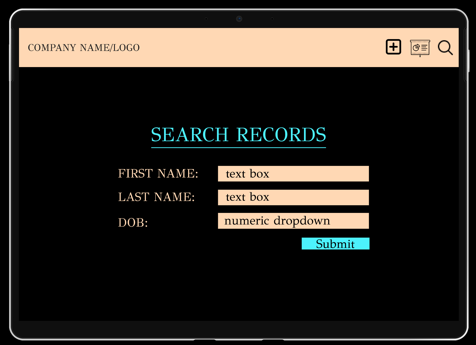 COMPANY NAME/LOGO
SEARCH RECORDS
FIRST NAME: text box
LAST NAME: text box
DOB: numeric dropdown
Submit